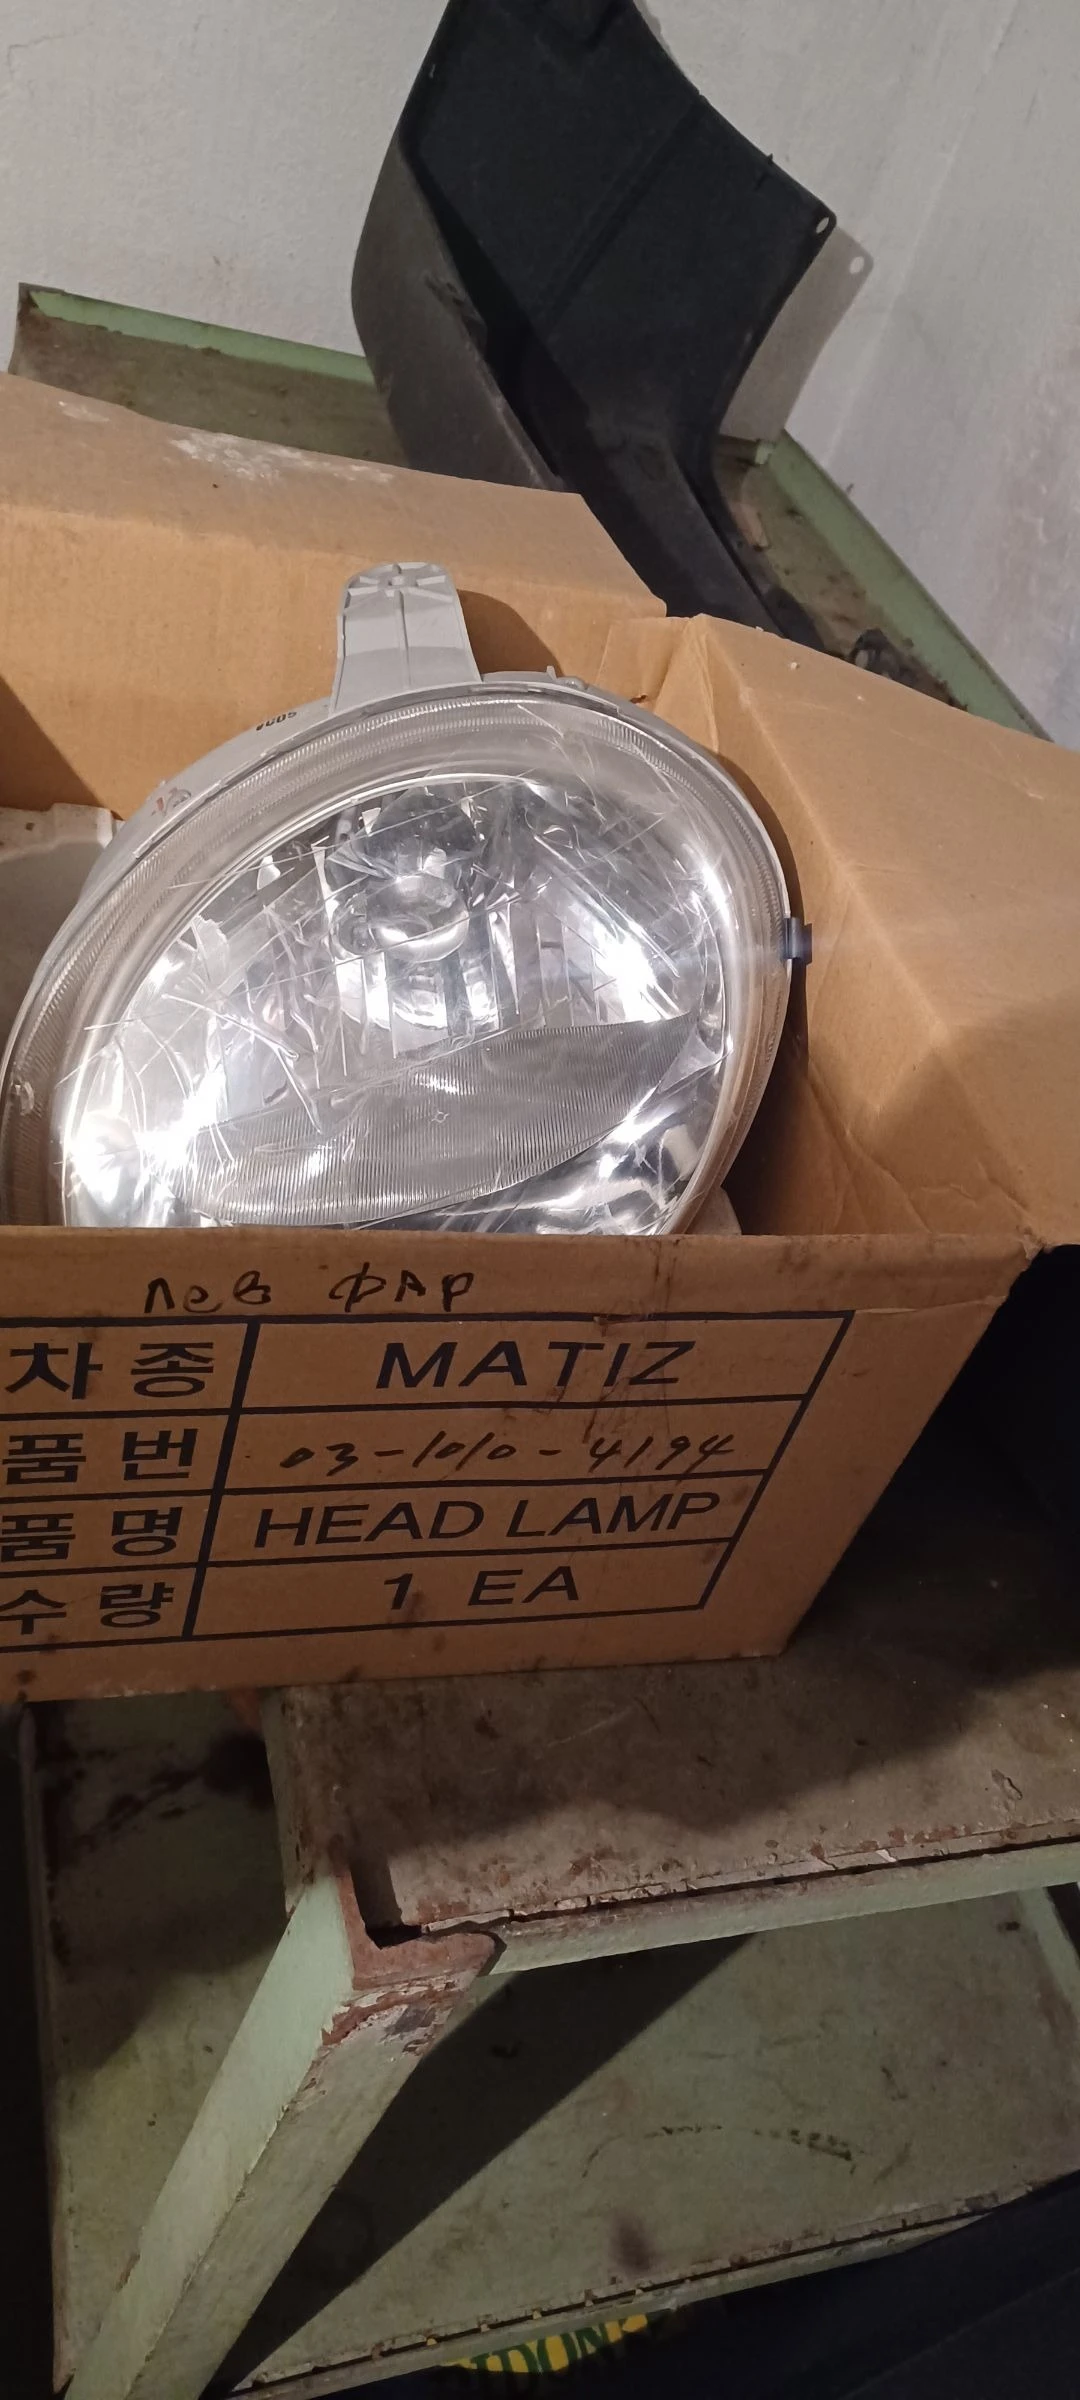 лев фар
차종 MATIZ
품번 03-1010-4194
품명 HEAD LAMP
수량 1 EA